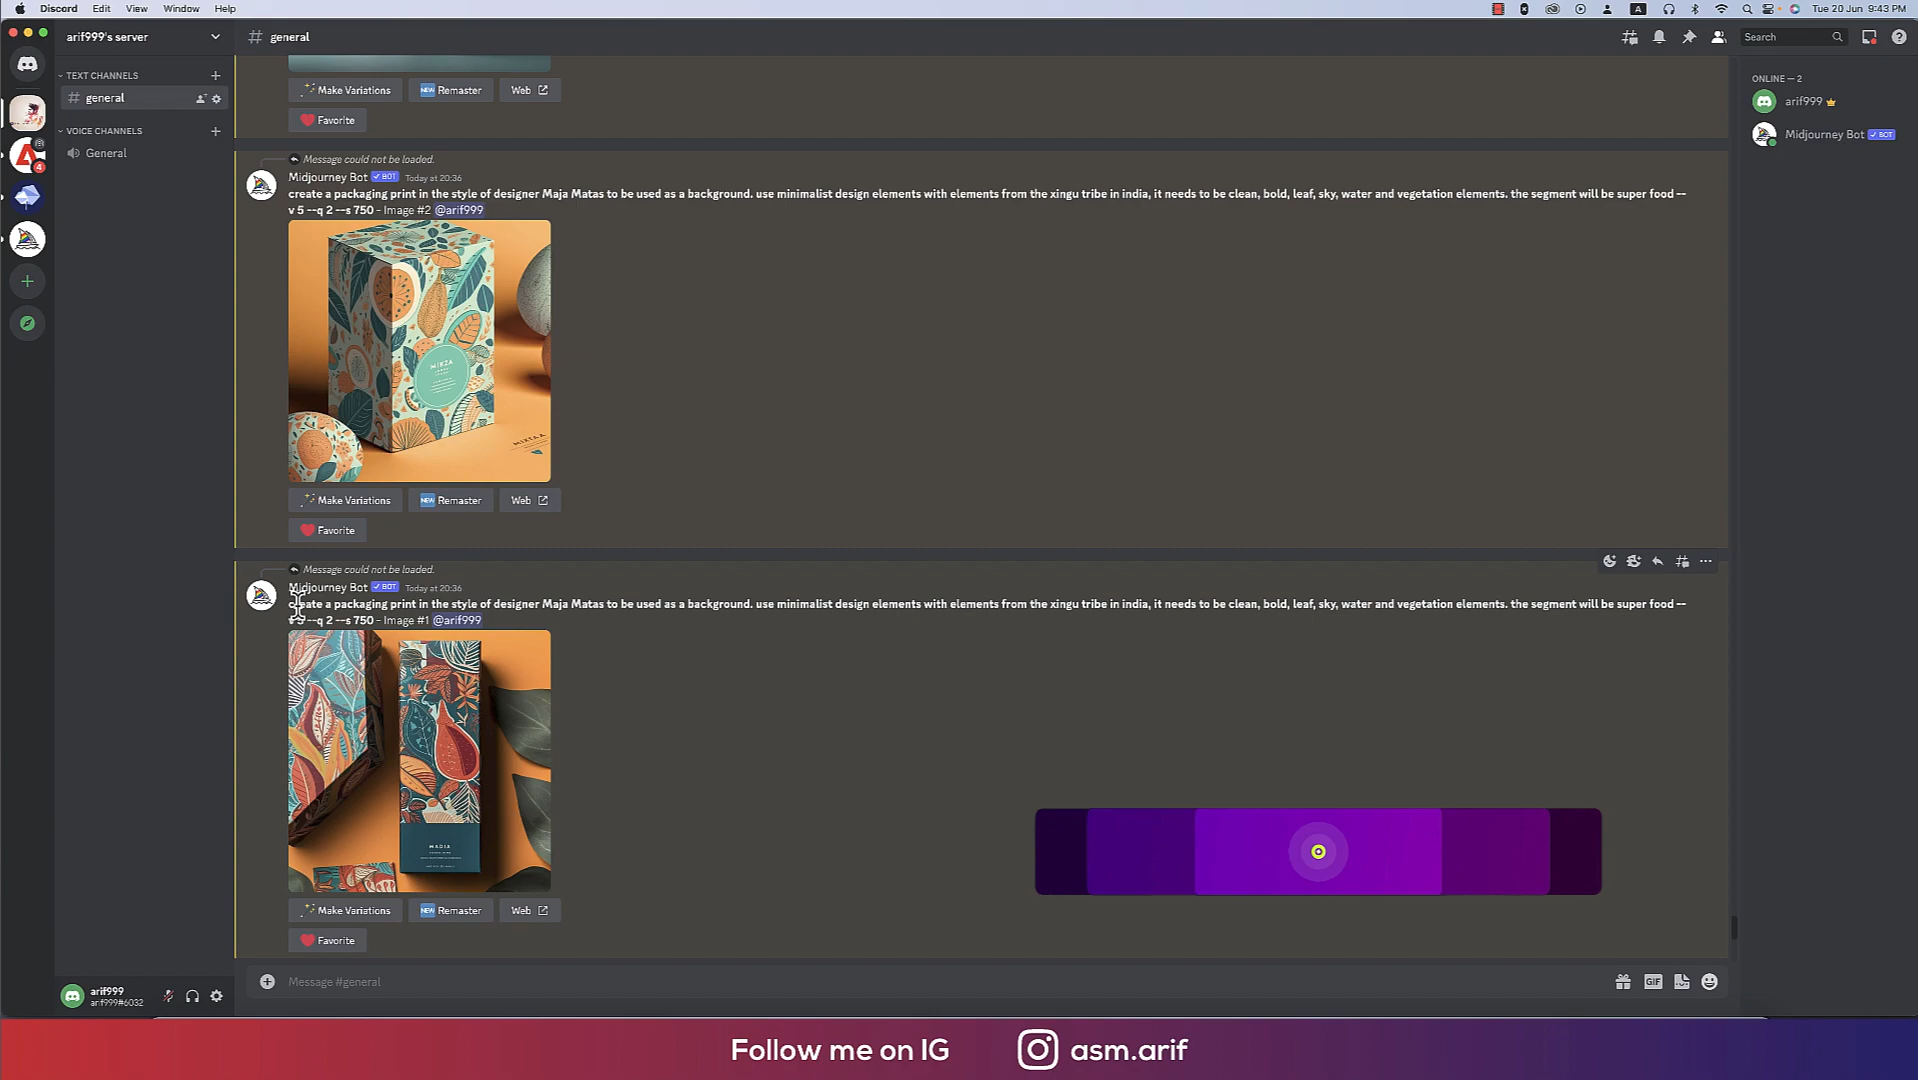 Discord Edit View Window Help
A Tue 20 Jun 9:43 PM
arif999's server
# general
Search
TEXT CHANNELS
# general
VOICE CHANNELS
General
4
ONLINE — 2
arif999
Midjourney Bot ✓ BOT
Make Variations NEW Remaster Web
Favorite
Message could not be loaded.
Midjourney Bot ✓ BOT Today at 20:36
create a packaging print in the style of designer Maja Matas to be used as a background. use minimalist design elements with elements from the xingu tribe in india, it needs to be clean, bold, leaf, sky, water and vegetation elements. the segment will be super food --
v 5 --q 2 --s 750 - Image #2 @arif999
Make Variations NEW Remaster Web
Favorite
Message could not be loaded.
Midjourney Bot ✓ BOT Today at 20:36
create a packaging print in the style of designer Maja Matas to be used as a background. use minimalist design elements with elements from the xingu tribe in india, it needs to be clean, bold, leaf, sky, water and vegetation elements. the segment will be super food --
v 5 --q 2 --s 750 - Image #1 @arif999
Make Variations NEW Remaster Web
Favorite
Message #general
GIF
arif999
arif999#6032
Follow me on IG asm.arif